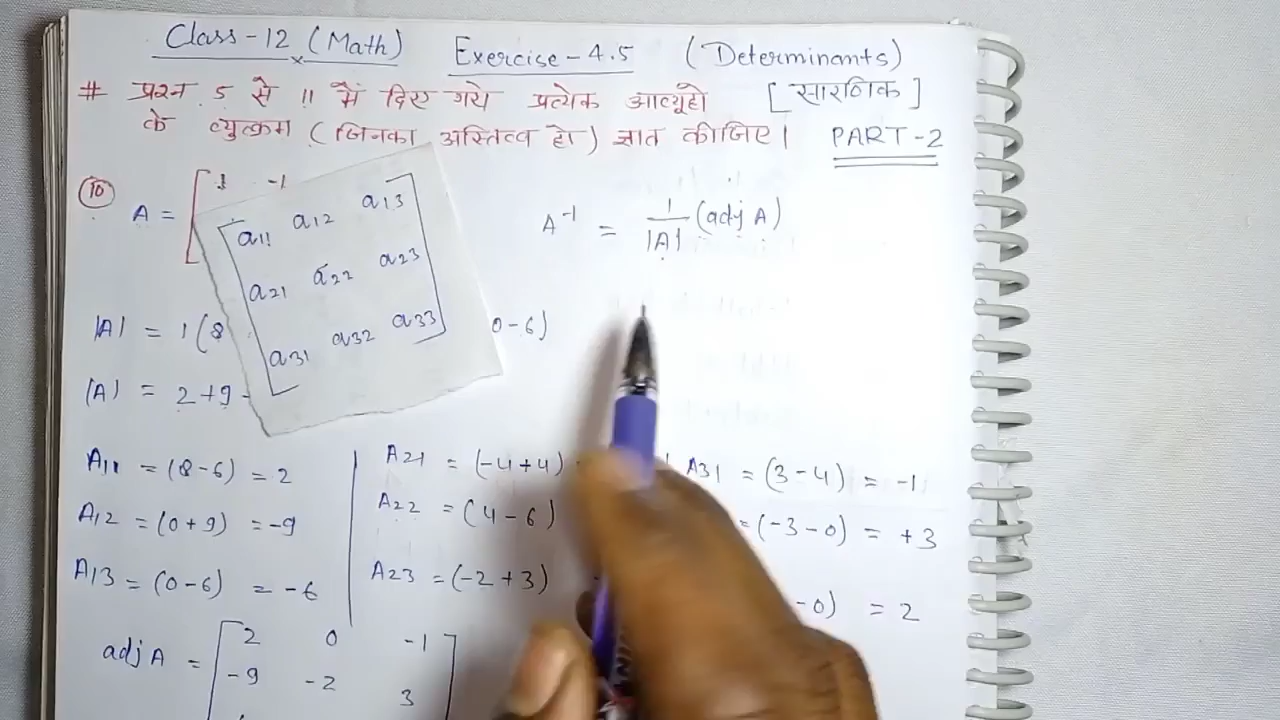 Class-12 (Math) Exercise-4.5 (Determinants)
# प्रश्न 5 से 11 में दिए गये प्रत्येक आव्यूहो [सारनिक]
के व्युत्क्रम (जिनका अस्तित्व हो) ज्ञात कीजिए। PART-2
10 A = [ 1 -1
a11 a12 a13
a21 a22 a23
a31 a32 a33
A^-1 = 1/|A| (adj A)
|A| = 1(8 0-6)
|A| = 2+9-
A11 = (8-6) = 2
A12 = (0+9) = -9
A13 = (0-6) = -6
A21 = (-4+4)
A22 = (4-6)
A23 = (-2+3)
A31 = (3-4) = -1
=(-3-0) = +3
-0) = 2
adj A = [ 2 0 -1 ]
-9 -2 3